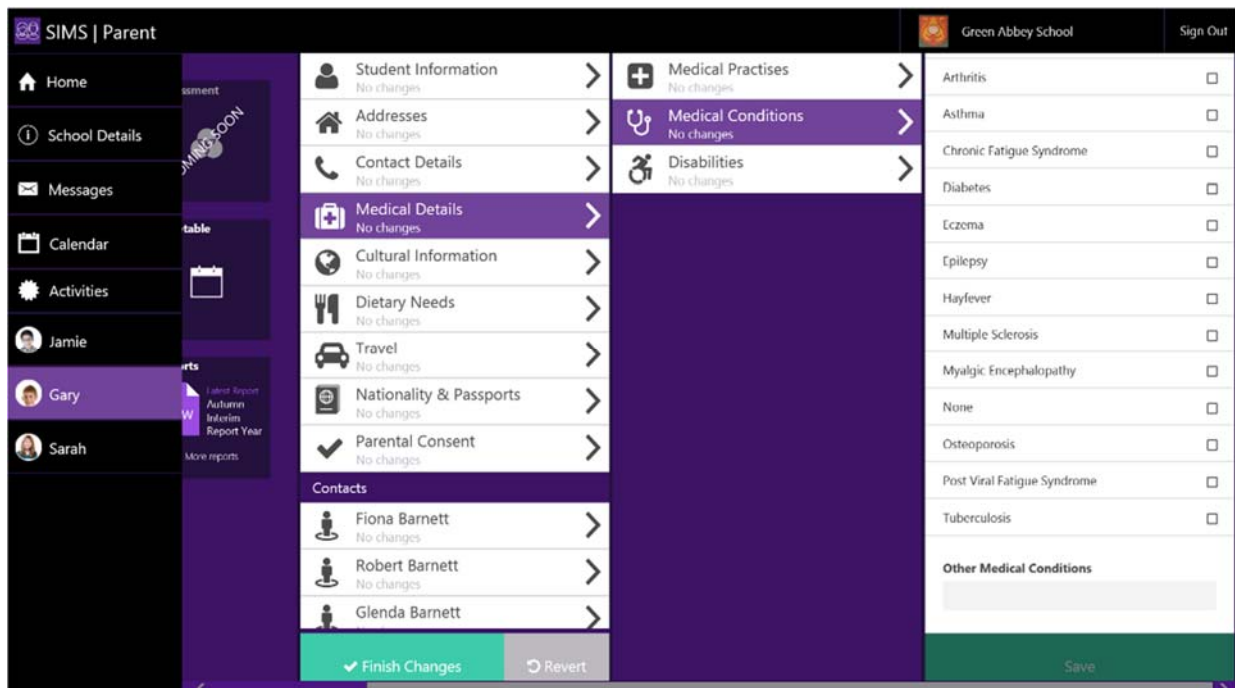 SIMS | Parent
Green Abbey School
Sign Out
Home
School Details
Messages
Calendar
Activities
Jamie
Gary
Sarah
ssment
OMING SOON
table
rts
Latest Report
Autumn
Interim
Report Year
W
More reports
Student Information
No changes
Addresses
No changes
Contact Details
No changes
Medical Details
No changes
Cultural Information
No changes
Dietary Needs
No changes
Travel
No changes
Nationality & Passports
No changes
Parental Consent
No changes
Contacts
Fiona Barnett
No changes
Robert Barnett
No changes
Glenda Barnett
Finish Changes
Revert
Medical Practises
No changes
Medical Conditions
No changes
Disabilities
No changes
Arthritis
Asthma
Chronic Fatigue Syndrome
Diabetes
Eczema
Epilepsy
Hayfever
Multiple Sclerosis
Myalgic Encephalopathy
None
Osteoporosis
Post Viral Fatigue Syndrome
Tuberculosis
Other Medical Conditions
Save